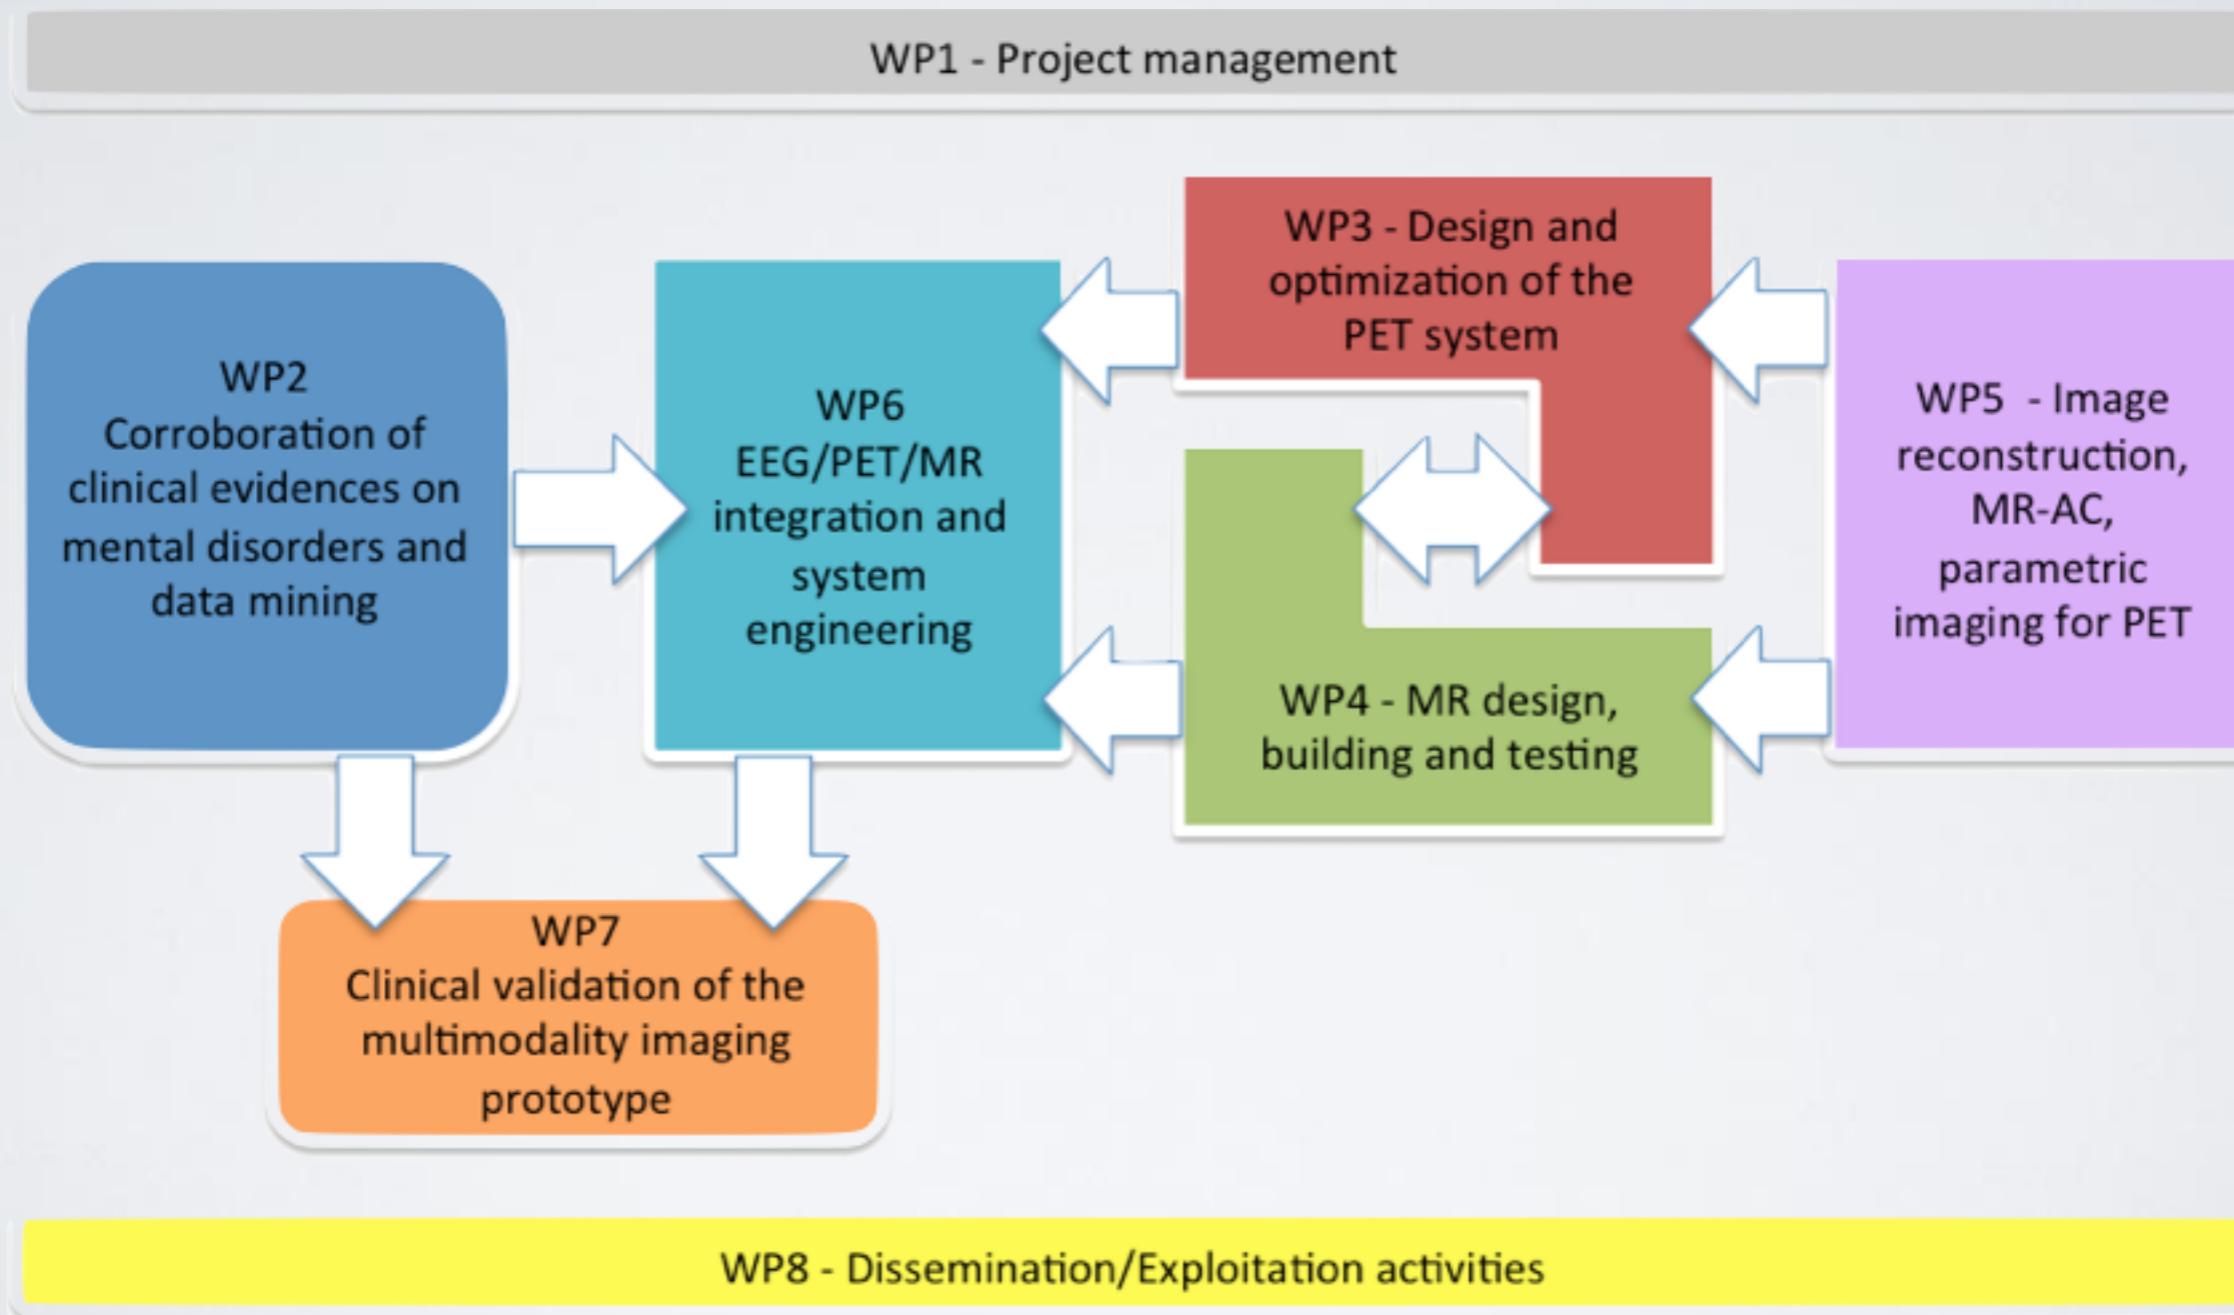 WP1 - Project management
WP2
Corroboration of
clinical evidences on
mental disorders and
data mining
WP6
EEG/PET/MR
integration and
system
engineering
WP3 - Design and
optimization of the
PET system
WP4 - MR design,
building and testing
WP5 - Image
reconstruction,
MR-AC,
parametric
imaging for PET
WP7
Clinical validation of the
multimodality imaging
prototype
WP8 - Dissemination/Exploitation activities